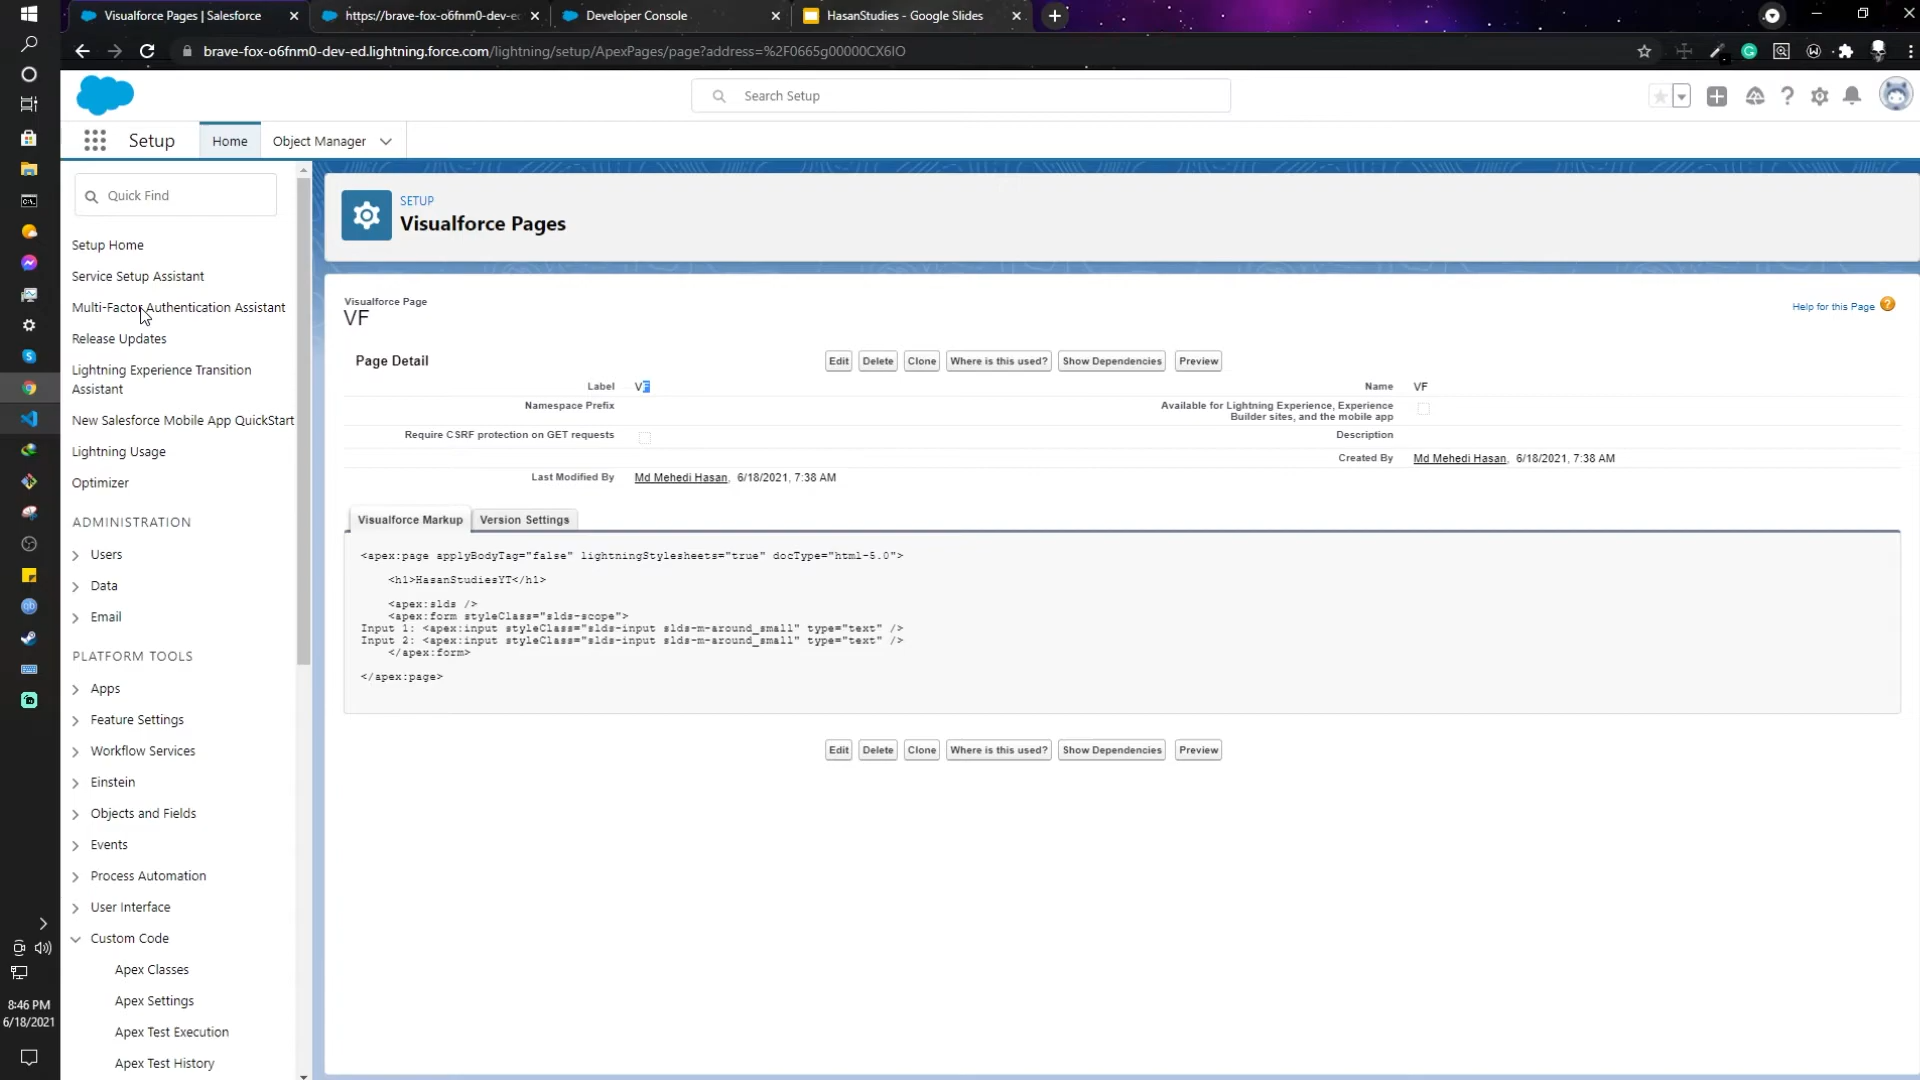 Visualforce Pages | Salesforce
https://brave-fox-o6fnm0-dev-ec
Developer Console
HasanStudies - Google Slides
brave-fox-o6fnm0-dev-ed.lightning.force.com/lightning/setup/ApexPages/page?address=%2F0665g00000CX6IO
Search Setup
Setup
Home
Object Manager
Quick Find
Setup Home
Service Setup Assistant
Multi-Factor Authentication Assistant
Release Updates
Lightning Experience Transition
Assistant
New Salesforce Mobile App QuickStart
Lightning Usage
Optimizer
ADMINISTRATION
Users
Data
Email
PLATFORM TOOLS
Apps
Feature Settings
Workflow Services
Einstein
Objects and Fields
Events
Process Automation
User Interface
Custom Code
Apex Classes
Apex Settings
Apex Test Execution
Apex Test History
SETUP
Visualforce Pages
Visualforce Page
VF
Help for this Page
Page Detail
Edit Delete Clone Where is this used? Show Dependencies Preview
Label VF Name VF
Namespace Prefix Available for Lightning Experience, Experience
Builder sites, and the mobile app
Require CSRF protection on GET requests Description
Created By Md Mehedi Hasan, 6/18/2021, 7:38 AM
Last Modified By Md Mehedi Hasan, 6/18/2021, 7:38 AM
Visualforce Markup Version Settings
<apex:page applyBodyTag="false" lightningStylesheets="true" docType="html-5.0">
<h1>HasanStudiesYT</h1>
<apex:slds />
<apex:form styleClass="slds-scope">
Input 1: <apex:input styleClass="slds-input slds-m-around_small" type="text" />
Input 2: <apex:input styleClass="slds-input slds-m-around_small" type="text" />
</apex:form>
</apex:page>
Edit Delete Clone Where is this used? Show Dependencies Preview
8:46 PM
6/18/2021